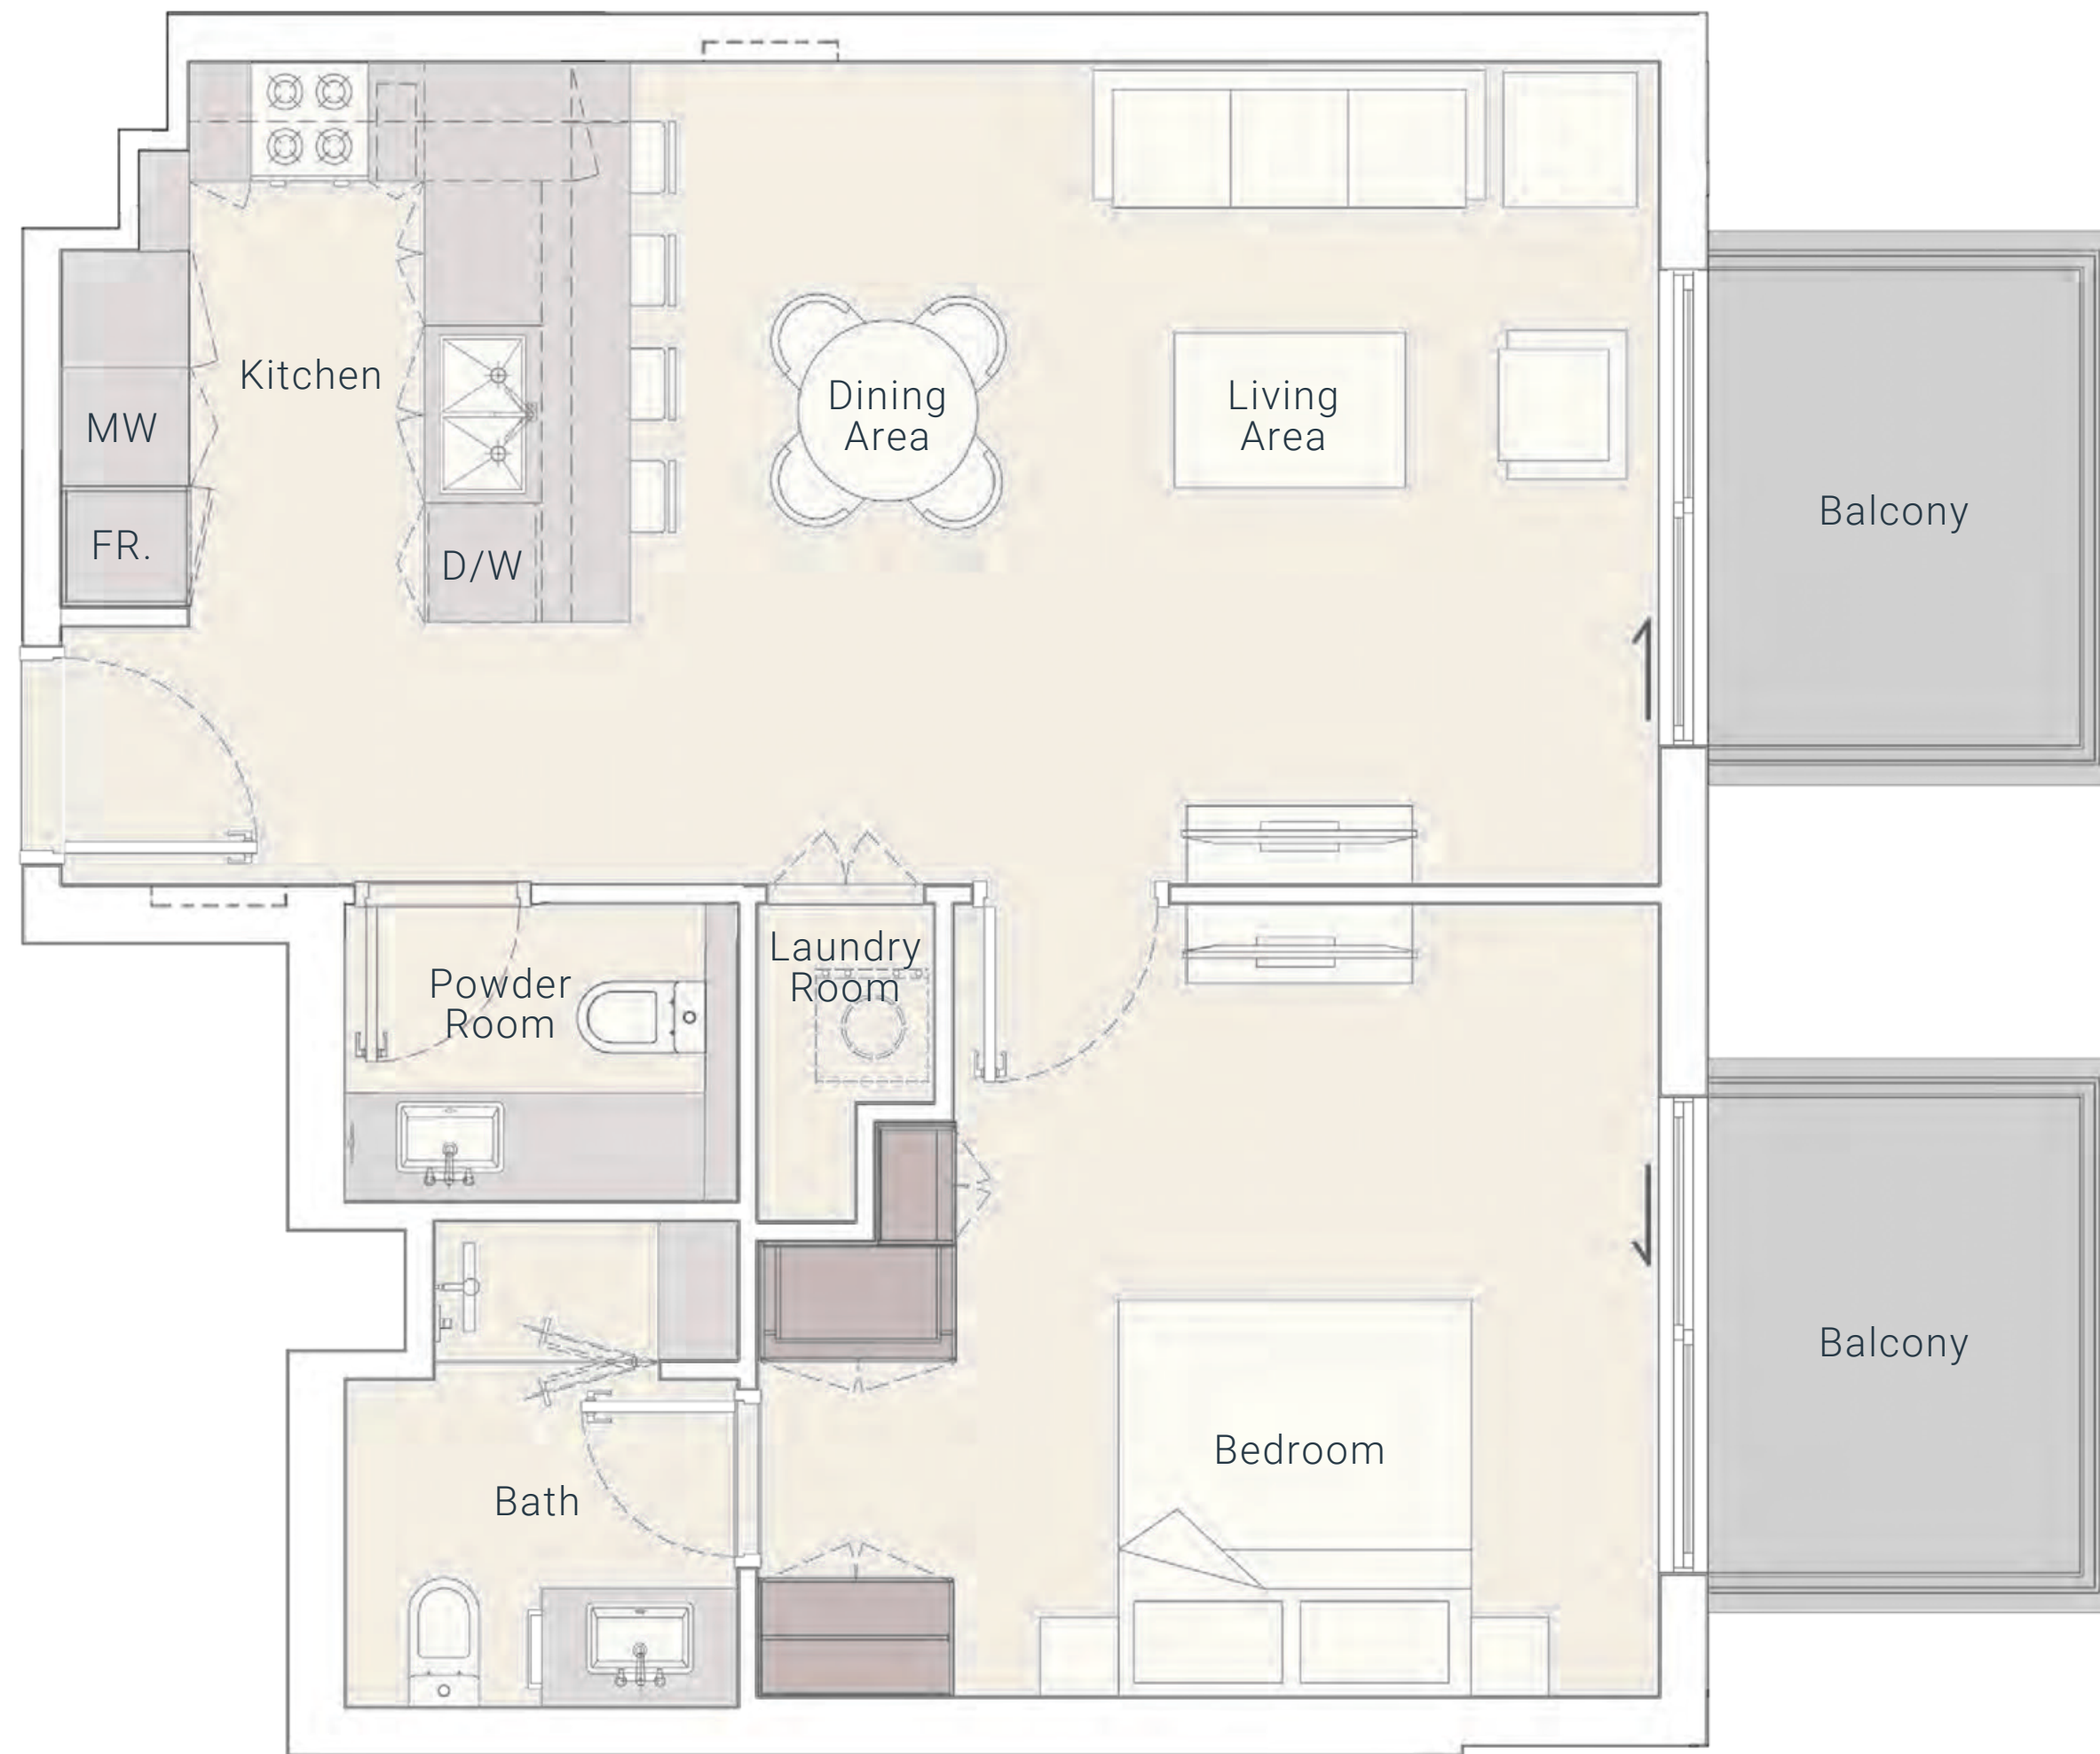 Kitchen
MW
FR.
D/W
Dining
Area
Living
Area
Balcony
Powder
Room
Laundry
Room
Bath
Bedroom
Balcony